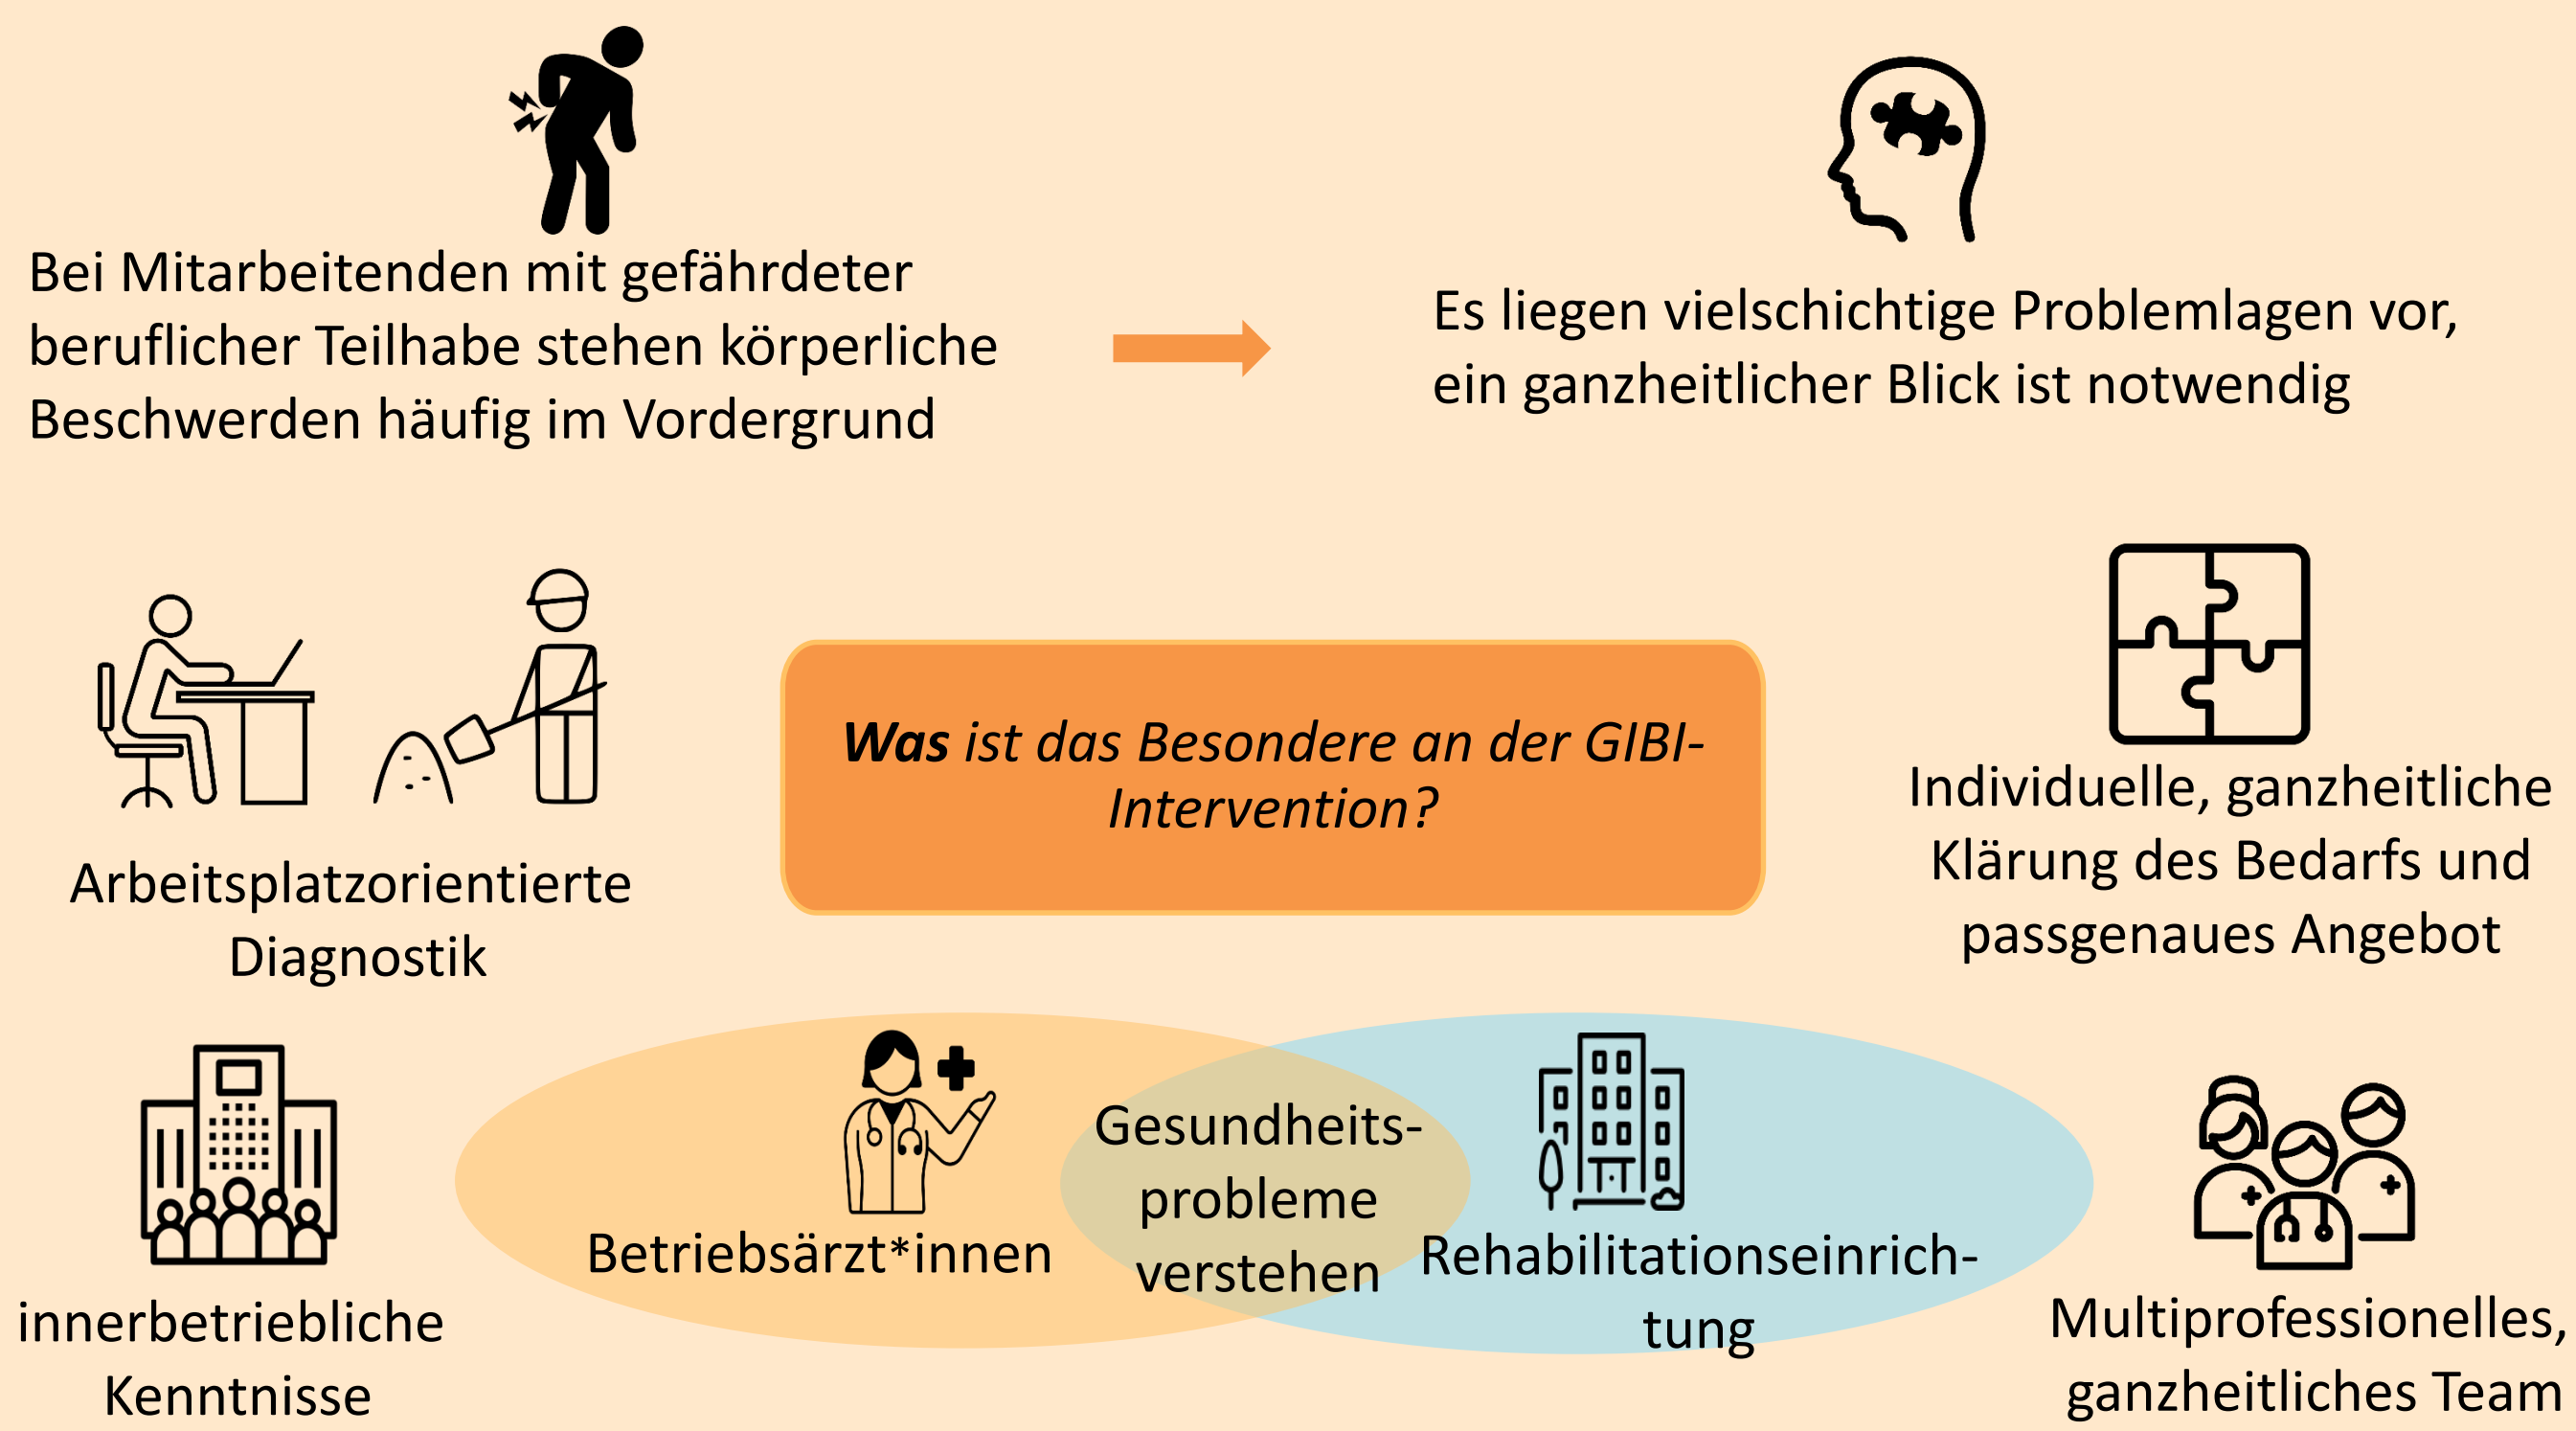 Bei Mitarbeitenden mit gefährdeter
beruflicher Teilhabe stehen körperliche
Beschwerden häufig im Vordergrund
Es liegen vielschichtige Problemlagen vor,
ein ganzheitlicher Blick ist notwendig
Arbeitsplatzorientierte
Diagnostik
Was ist das Besondere an der GIBI-
Intervention?
Individuelle, ganzheitliche
Klärung des Bedarfs und
passgenaues Angebot
innerbetriebliche
Kenntnisse
Betriebsärzt*innen
Gesundheits-
probleme
verstehen
Rehabilitationseinrich-
tung
Multiprofessionelles,
ganzheitliches Team